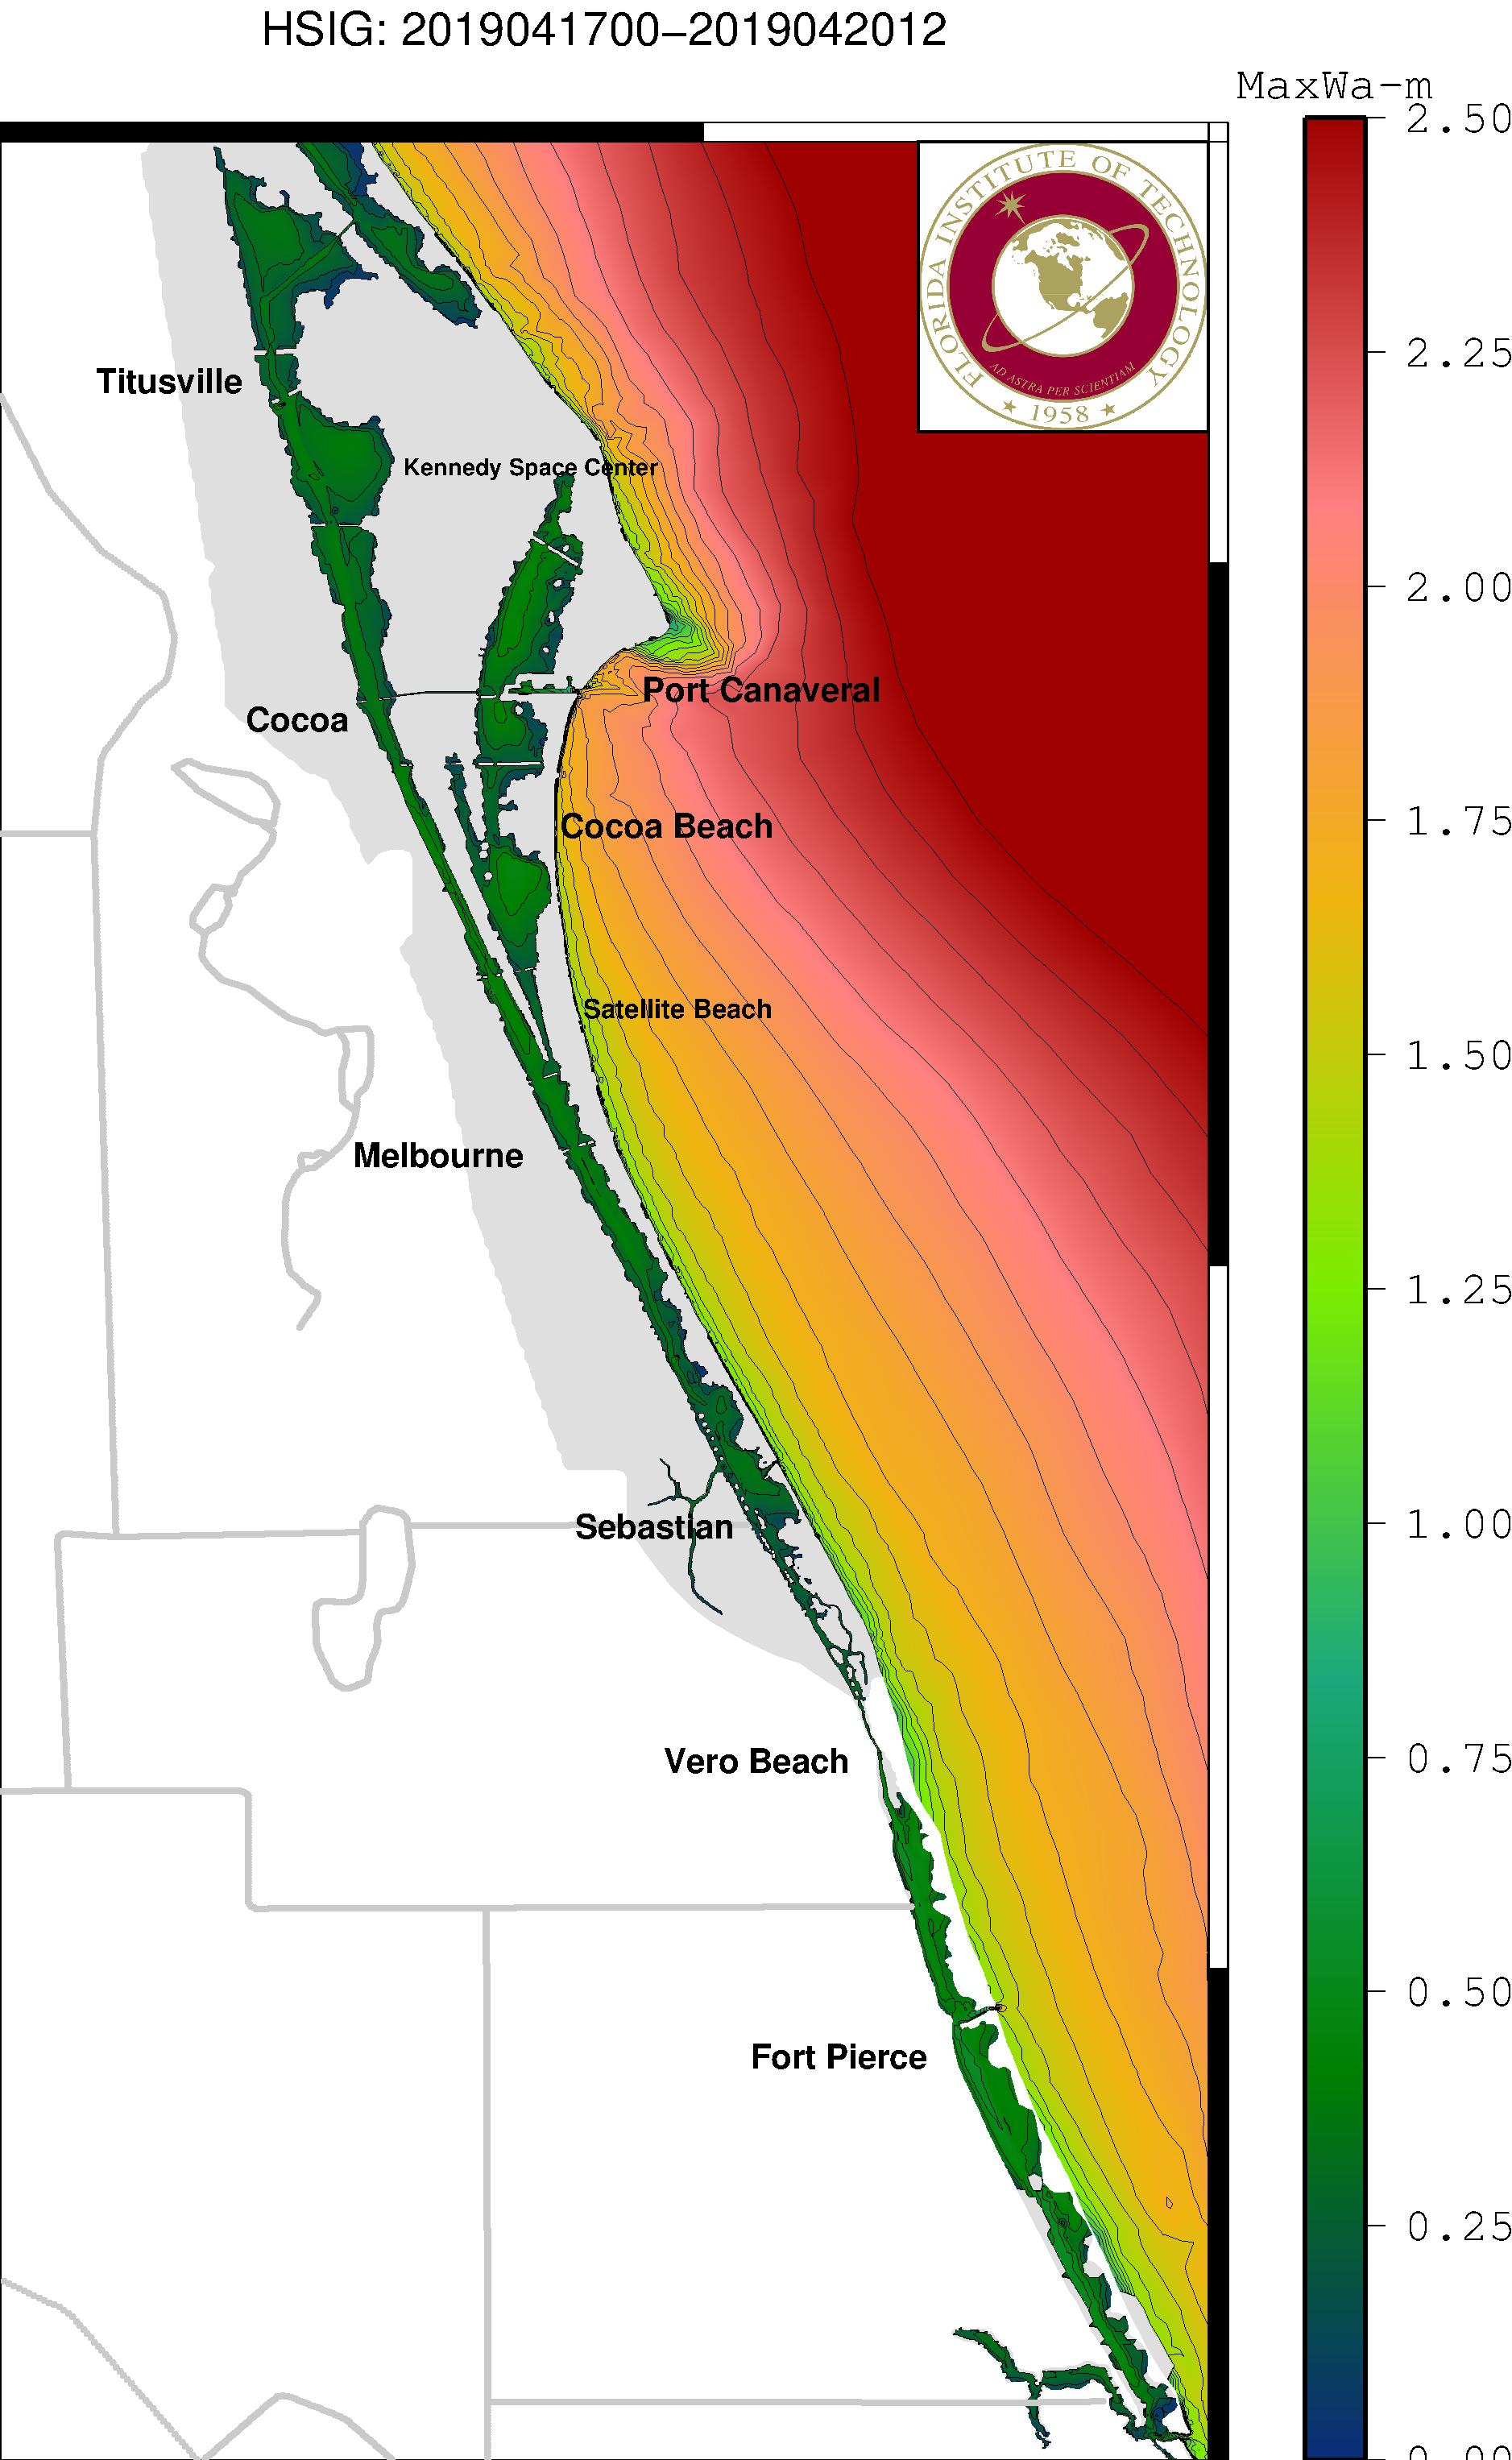 HSIG: 2019041700–2019042012
MaxWa-m
2.50
FLORIDA INSTITUTE OF TECHNOLOGY
AD ASTRA PER SCIENTIAM
★ 1958 ★
2.25
Titusville
Kennedy Space Center
2.00
Port Canaveral
Cocoa
1.75
Cocoa Beach
Satellite Beach
1.50
Melbourne
1.25
1.00
Sebastian
0.75
Vero Beach
0.50
Fort Pierce
0.25
0.00